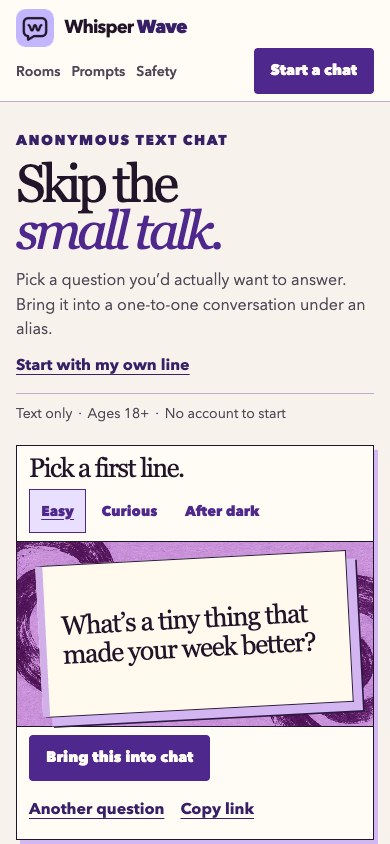 Whisper Wave
Rooms Prompts Safety
Start a chat
ANONYMOUS TEXT CHAT
Skip the
small talk.
Pick a question you’d actually want to answer.
Bring it into a one-to-one conversation under an
alias.
Start with my own line
Text only · Ages 18+ · No account to start
Pick a first line.
Easy Curious After dark
What’s a tiny thing that
made your week better?
Bring this into chat
Another question Copy link